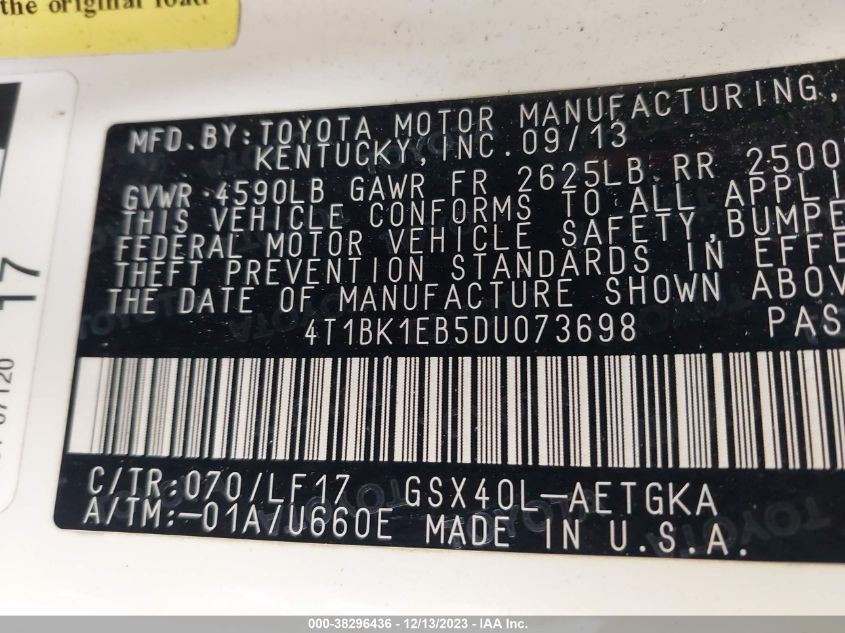 the original load.
17
MFD.BY:TOYOTA MOTOR MANUFACTURING,
KENTUCKY,INC. 09/13
GVWR 4590LB GAWR FR 2625LB RR 2500
THIS VEHICLE CONFORMS TO ALL APPLI
FEDERAL MOTOR VEHICLE SAFETY,BUMPE
THEFT PREVENTION STANDARDS IN EFFE
THE DATE OF MANUFACTURE SHOWN ABOV
4T1BK1EB5DU073698 PAS
C/TR:070/LF17 GSX40L-AETGKA
A/TM:-01A/U660E MADE IN U.S.A.
000-38296436 - 12/13/2023 - IAA Inc.